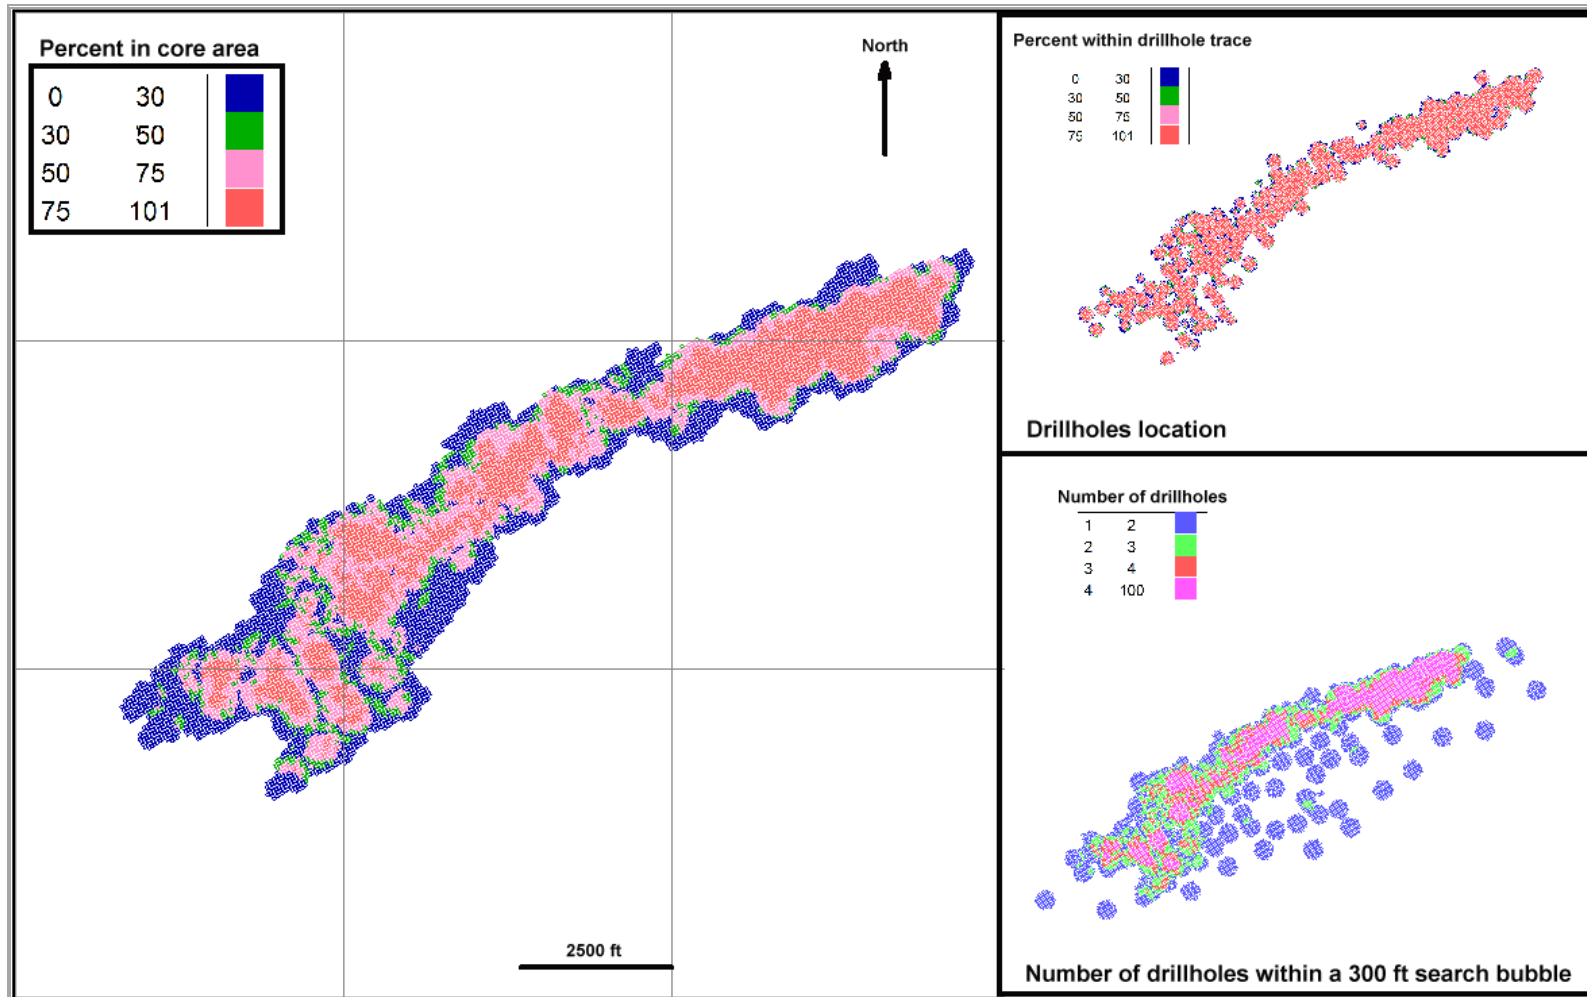 Percent in core area
0 30
30 50
50 75
75 101
North
2500 ft
Percent within drillhole trace
0 30
30 50
50 75
75 101
Drillholes location
Number of drillholes
1 2
2 3
3 4
4 100
Number of drillholes within a 300 ft search bubble